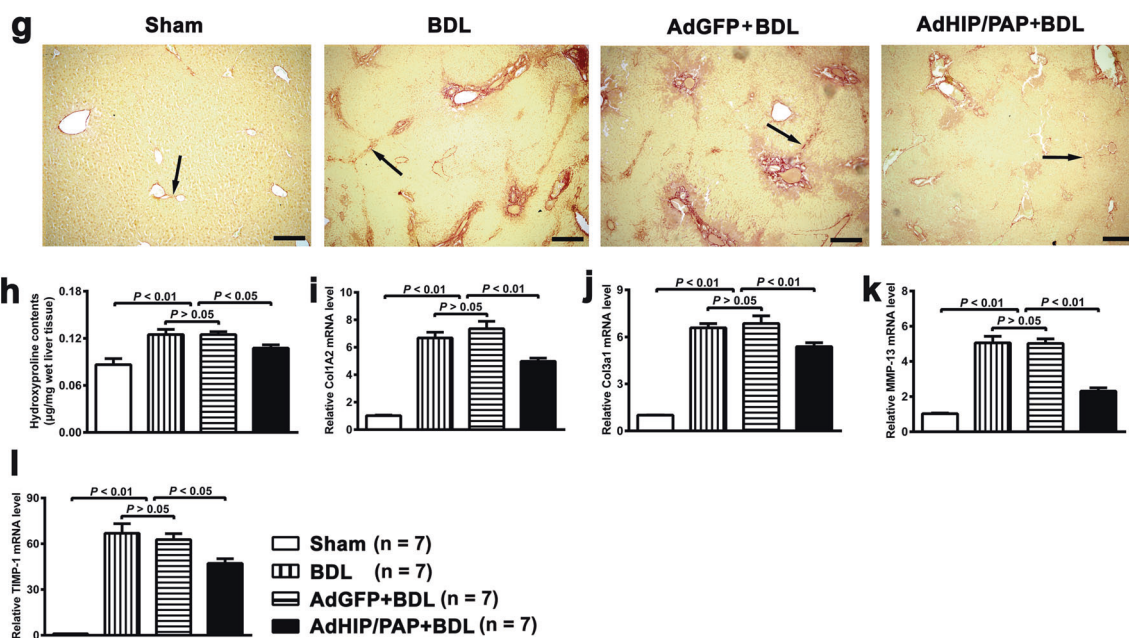 g
Sham
BDL
AdGFP+BDL
AdHIP/PAP+BDL
h
Hydroxyproline contents
(µg/mg wet liver tissue)
0.18
0.12
0.06
0.00
P < 0.01
P < 0.05
P > 0.05
i
Relative Col1A2 mRNA level
10
8
6
4
2
0
P < 0.01
P < 0.01
P > 0.05
j
Relative Col3a1 mRNA level
9
6
3
0
P < 0.01
P < 0.01
P > 0.05
k
Relative MMP-13 mRNA level
8
6
4
2
0
P < 0.01
P < 0.01
P > 0.05
l
Relative TIMP-1 mRNA level
90
60
30
0
P < 0.01
P < 0.05
P > 0.05
Sham (n = 7)
BDL (n = 7)
AdGFP+BDL (n = 7)
AdHIP/PAP+BDL (n = 7)